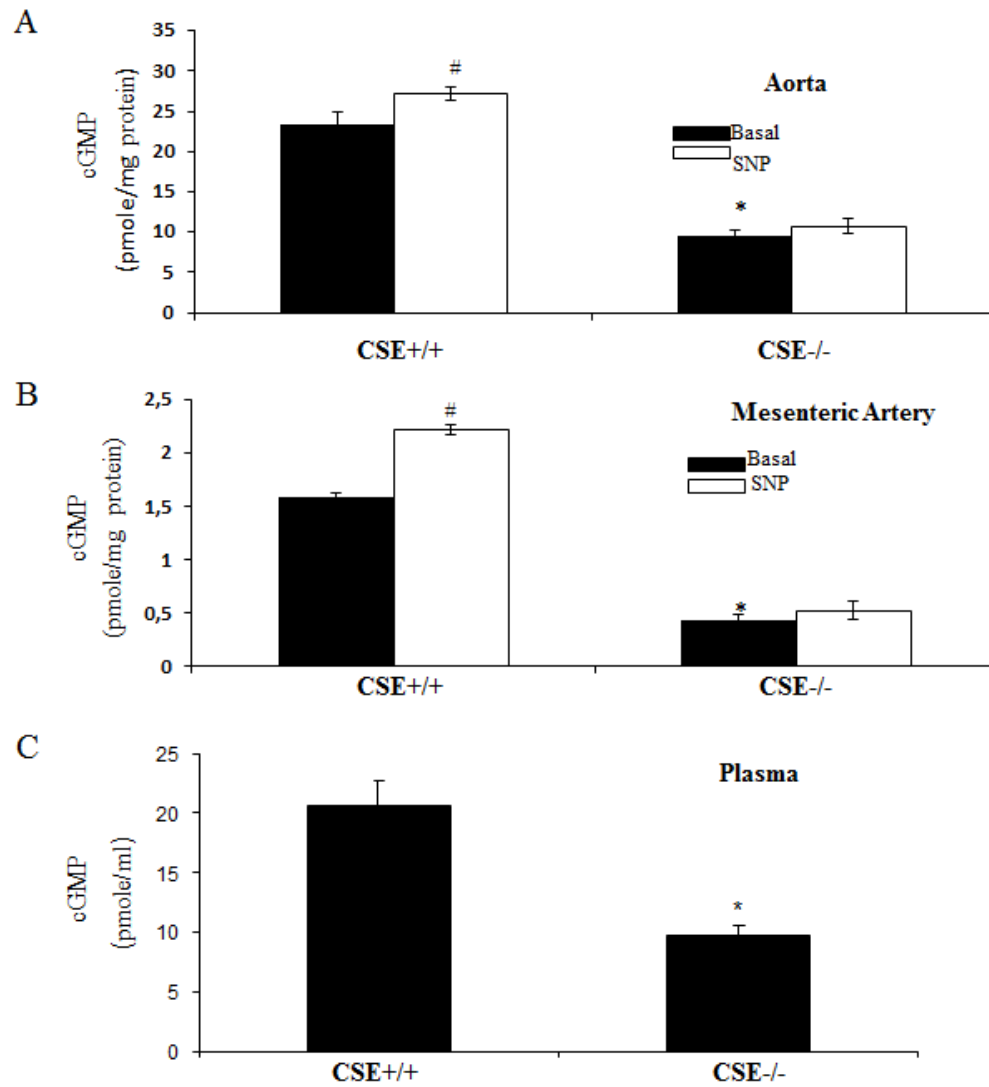 A
cGMP
(pmole/mg protein)
35
30
25
20
15
10
5
0
#
*
Aorta
Basal
SNP
CSE+/+
CSE-/-
B
cGMP
(pmole/mg protein)
2,5
2
1,5
1
0,5
0
#
*
Mesenteric Artery
Basal
SNP
CSE+/+
CSE-/-
C
cGMP
(pmole/ml)
25
20
15
10
5
0
*
Plasma
CSE+/+
CSE-/-